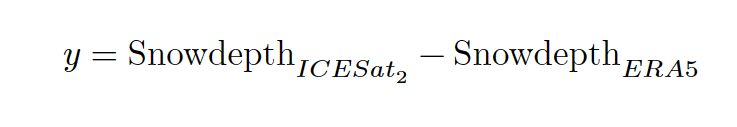 y = Snowdepth_{ICESat_2} − Snowdepth_{ERA5}